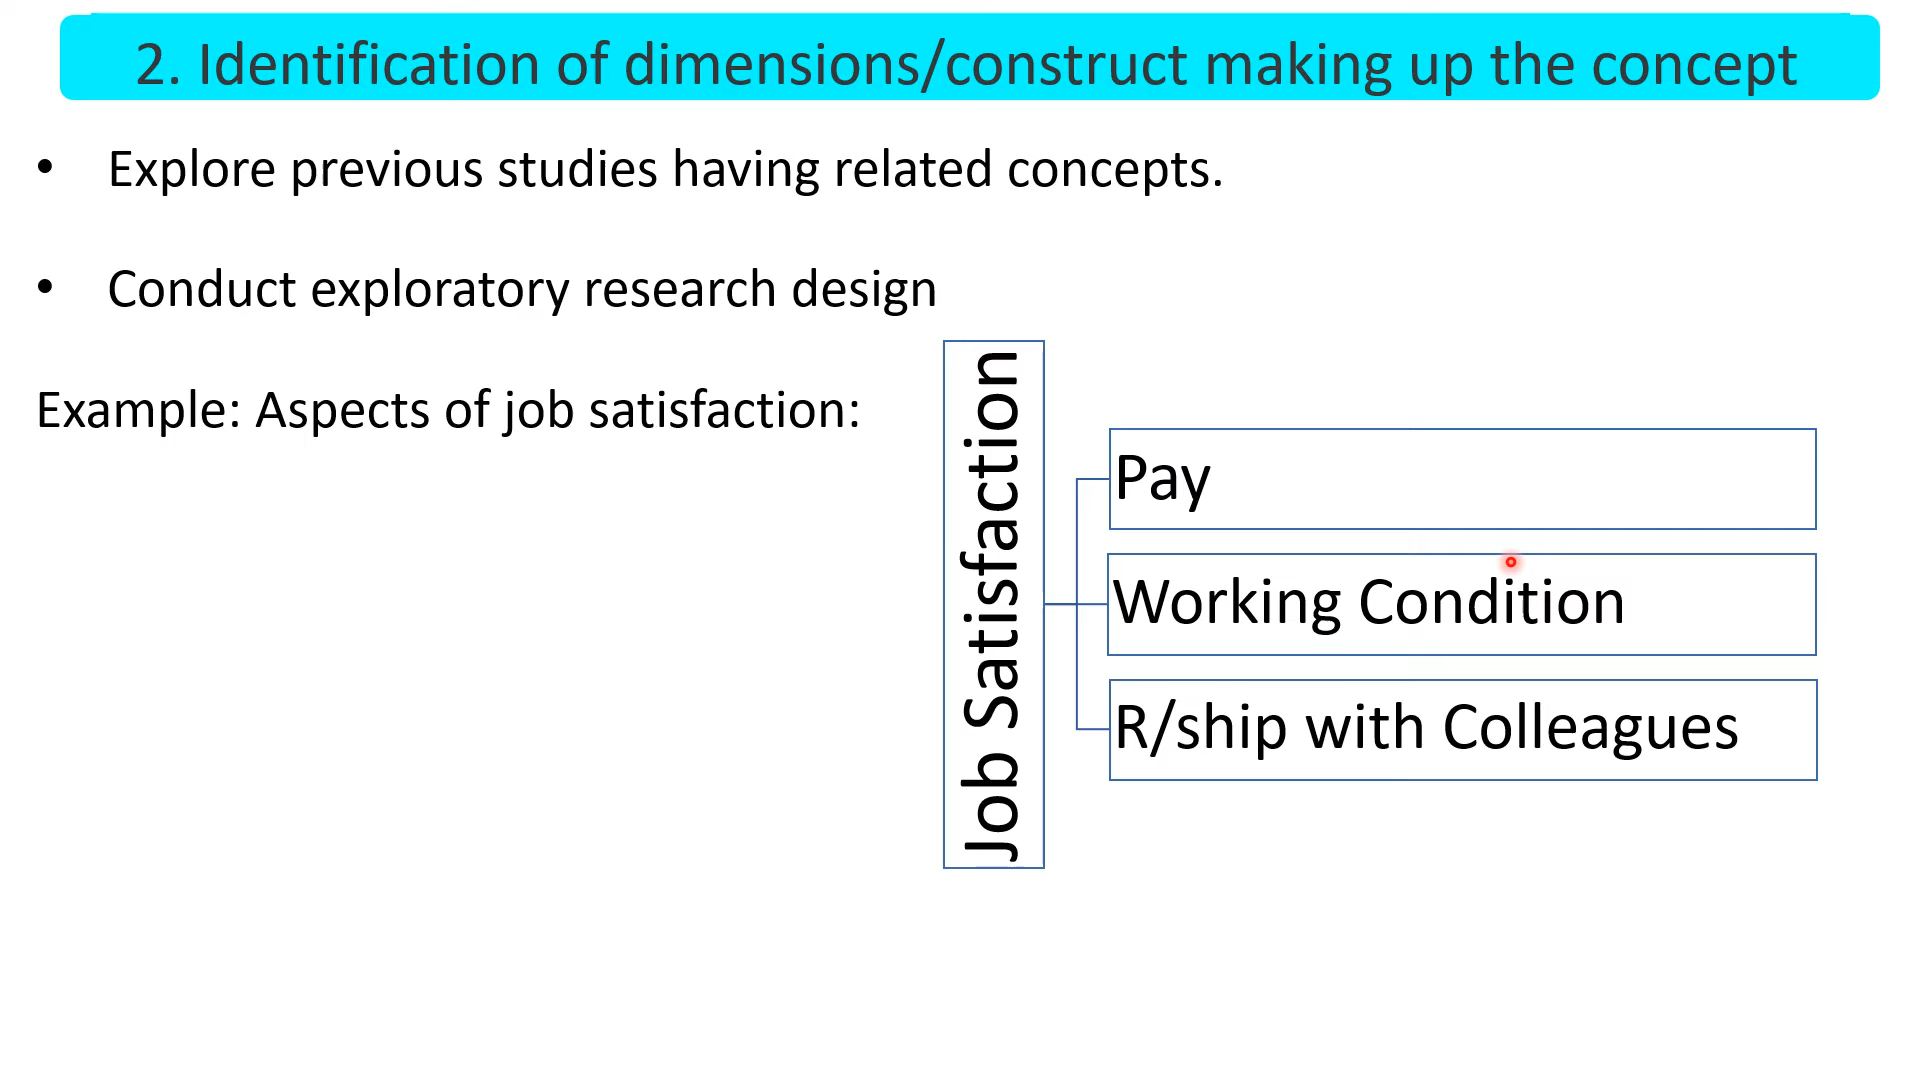 2. Identification of dimensions/construct making up the concept
• Explore previous studies having related concepts.
• Conduct exploratory research design
Example: Aspects of job satisfaction:
Job Satisfaction
Pay
Working Condition
R/ship with Colleagues